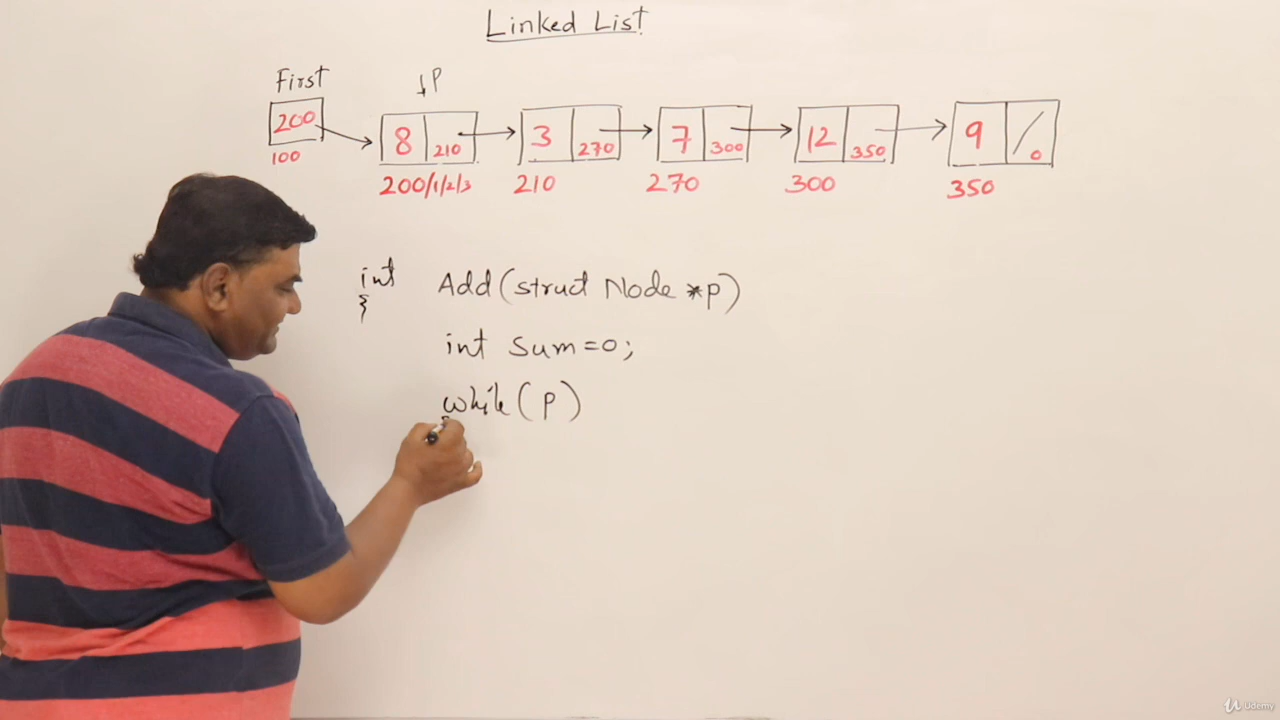 Linked List
First ↓P
200 8 210 3 270 7 300 12 350 9 0
100 200/1/2/3 210 270 300 350
int Add(struct Node *p)
{
int sum=0;
while(p)
{
Udemy